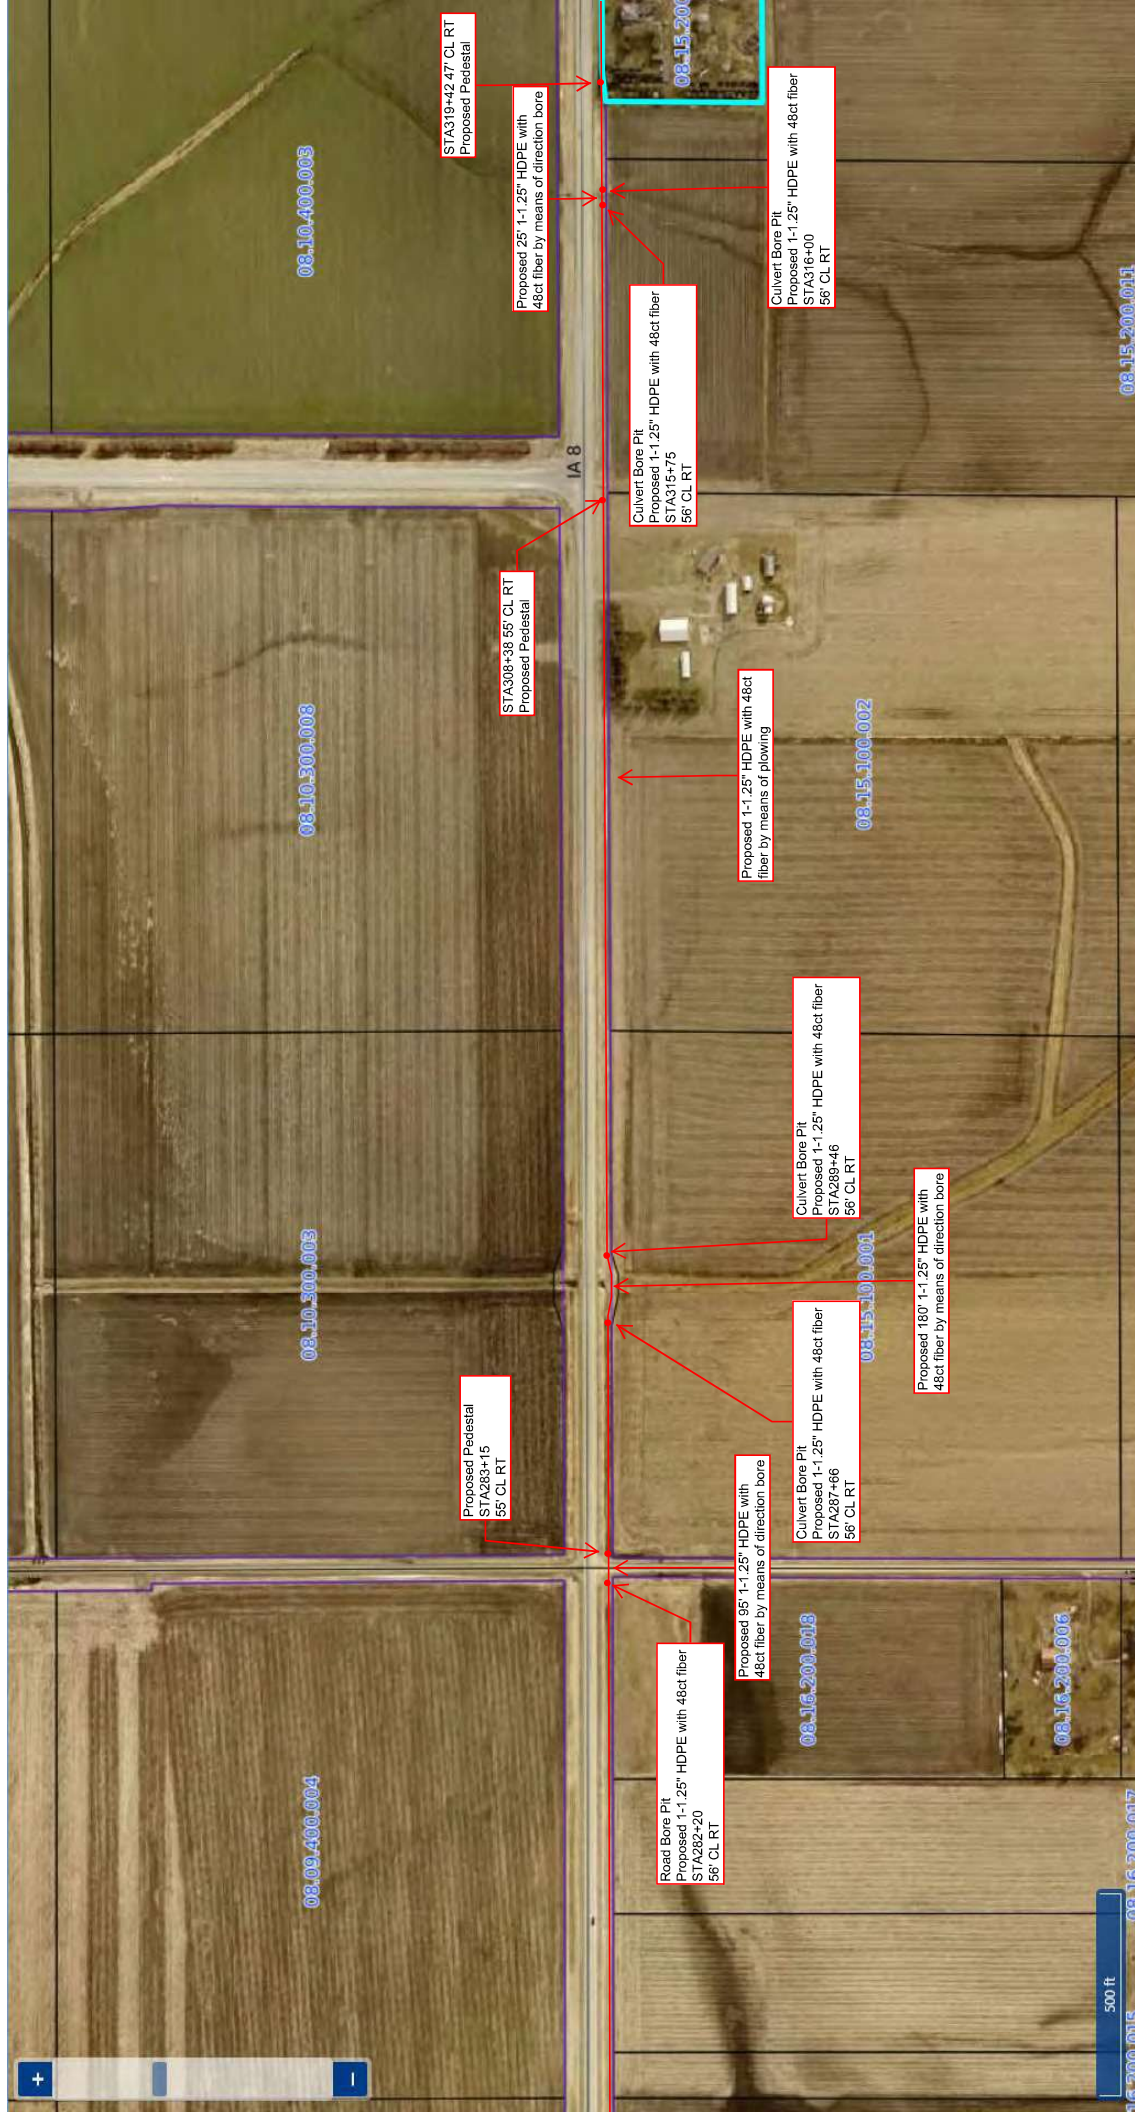 STA319+42 47' CL RT
Proposed Pedestal
Proposed 25' 1-1.25" HDPE with
48ct fiber by means of direction bore
08.10.400.003
Culvert Bore Pit
Proposed 1-1.25" HDPE with 48ct fiber
STA316+00
56' CL RT
Culvert Bore Pit
Proposed 1-1.25" HDPE with 48ct fiber
STA315+75
56' CL RT
08.15.200.011
IA 8
STA308+38 55' CL RT
Proposed Pedestal
08.10.300.008
Proposed 1-1.25" HDPE with 48ct
fiber by means of plowing
08.15.100.002
Culvert Bore Pit
Proposed 1-1.25" HDPE with 48ct fiber
STA289+46
56' CL RT
Proposed 180' 1-1.25" HDPE with
48ct fiber by means of direction bore
08.10.300.003
08.15.100.001
Culvert Bore Pit
Proposed 1-1.25" HDPE with 48ct fiber
STA287+66
56' CL RT
Proposed Pedestal
STA283+15
55' CL RT
Proposed 95' 1-1.25" HDPE with
48ct fiber by means of direction bore
Road Bore Pit
Proposed 1-1.25" HDPE with 48ct fiber
STA282+20
56' CL RT
08.16.200.018
08.16.200.006
08.09.400.004
500 ft
+
−